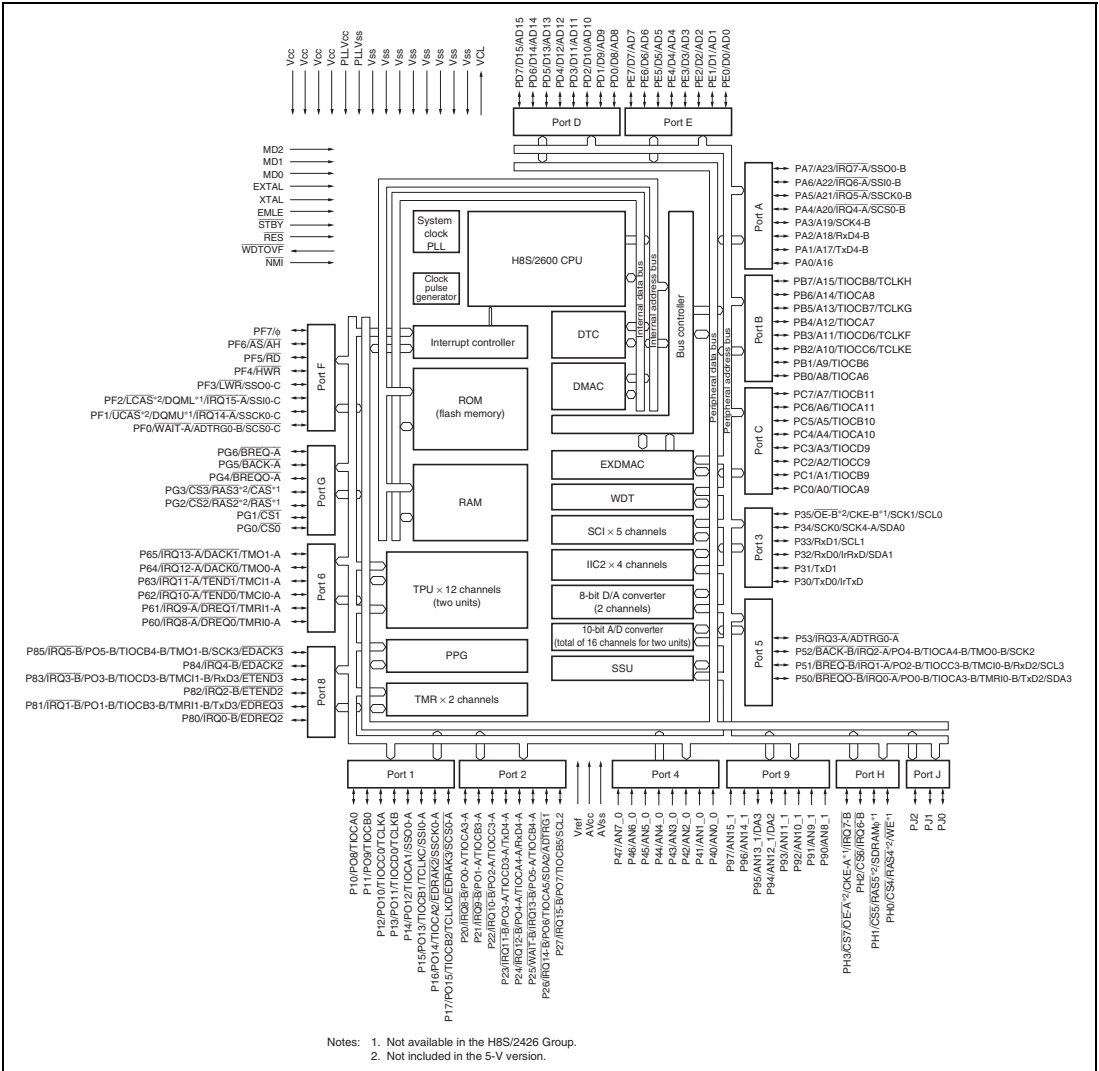 Vcc
Vcc
Vcc
Vcc
PLLVcc
PLLVss
Vss
Vss
Vss
Vss
Vss
Vss
Vss
Vss
VCL
PD7/D15/AD15
PD6/D14/AD14
PD5/D13/AD13
PD4/D12/AD12
PD3/D11/AD11
PD2/D10/AD10
PD1/D9/AD9
PD0/D8/AD8
PE7/D7/AD7
PE6/D6/AD6
PE5/D5/AD5
PE4/D4/AD4
PE3/D3/AD3
PE2/D2/AD2
PE1/D1/AD1
PE0/D0/AD0
Port D
Port E
MD2
MD1
MD0
EXTAL
XTAL
EMLE
STBY
RES
WDTOVF
NMI
System
clock
PLL
Clock
pulse
generator
H8S/2600 CPU
Interrupt controller
DTC
DMAC
ROM
(flash memory)
RAM
Internal data bus
Internal address bus
Bus controller
Peripheral data bus
Peripheral address bus
EXDMAC
WDT
SCI × 5 channels
IIC2 × 4 channels
8-bit D/A converter
(2 channels)
10-bit A/D converter
(total of 16 channels for two units)
SSU
TPU × 12 channels
(two units)
PPG
TMR × 2 channels
Port A
PA7/A23/IRQ7-A/SSO0-B
PA6/A22/IRQ6-A/SSI0-B
PA5/A21/IRQ5-A/SSCK0-B
PA4/A20/IRQ4-A/SCS0-B
PA3/A19/SCK4-B
PA2/A18/RxD4-B
PA1/A17/TxD4-B
PA0/A16
Port B
PB7/A15/TIOCB8/TCLKH
PB6/A14/TIOCA8
PB5/A13/TIOCB7/TCLKG
PB4/A12/TIOCA7
PB3/A11/TIOCD6/TCLKF
PB2/A10/TIOCC6/TCLKE
PB1/A9/TIOCB6
PB0/A8/TIOCA6
Port C
PC7/A7/TIOCB11
PC6/A6/TIOCA11
PC5/A5/TIOCB10
PC4/A4/TIOCA10
PC3/A3/TIOCD9
PC2/A2/TIOCC9
PC1/A1/TIOCB9
PC0/A0/TIOCA9
Port 3
P35/OE-B*2/CKE-B*1/SCK1/SCL0
P34/SCK0/SCK4-A/SDA0
P33/RxD1/SCL1
P32/RxD0/IrRxD/SDA1
P31/TxD1
P30/TxD0/IrTxD
Port 5
P53/IRQ3-A/ADTRG0-A
P52/BACK-B/IRQ2-A/PO4-B/TIOCA4-B/TMO0-B/SCK2
P51/BREQ-B/IRQ1-A/PO2-B/TIOCC3-B/TMCI0-B/RxD2/SCL3
P50/BREQO-B/IRQ0-A/PO0-B/TIOCA3-B/TMRI0-B/TxD2/SDA3
PF7/φ
PF6/AS/AH
PF5/RD
PF4/HWR
PF3/LWR/SSO0-C
PF2/LCAS*2/DQML*1/IRQ15-A/SSI0-C
PF1/UCAS*2/DQMU*1/IRQ14-A/SSCK0-C
PF0/WAIT-A/ADTRG0-B/SCS0-C
Port F
PG6/BREQ-A
PG5/BACK-A
PG4/BREQO-A
PG3/CS3/RAS3*2/CAS*1
PG2/CS2/RAS2*2/RAS*1
PG1/CS1
PG0/CS0
Port G
P65/IRQ13-A/DACK1/TMO1-A
P64/IRQ12-A/DACK0/TMO0-A
P63/IRQ11-A/TEND1/TMCI1-A
P62/IRQ10-A/TEND0/TMCI0-A
P61/IRQ9-A/DREQ1/TMRI1-A
P60/IRQ8-A/DREQ0/TMRI0-A
Port 6
P85/IRQ5-B/PO5-B/TIOCB4-B/TMO1-B/SCK3/EDACK3
P84/IRQ4-B/EDACK2
P83/IRQ3-B/PO3-B/TIOCD3-B/TMCI1-B/RxD3/ETEND3
P82/IRQ2-B/ETEND2
P81/IRQ1-B/PO1-B/TIOCB3-B/TMRI1-B/TxD3/EDREQ3
P80/IRQ0-B/EDREQ2
Port 8
Port 1
Port 2
Port 4
Port 9
Port H
Port J
P10/PO8/TIOCA0
P11/PO9/TIOCB0
P12/PO10/TIOCC0/TCLKA
P13/PO11/TIOCD0/TCLKB
P14/PO12/TIOCA1/SSO0-A
P15/PO13/TIOCB1/TCLKC/SSI0-A
P16/PO14/TIOCA2/EDRAK2/SSCK0-A
P17/PO15/TIOCB2/TCLKD/EDRAK3/SCS0-A
P20/IRQ8-B/PO0-A/TIOCA3-A
P21/IRQ9-B/PO1-A/TIOCB3-A
P22/IRQ10-B/PO2-A/TIOCC3-A
P23/IRQ11-B/PO3-A/TIOCD3-A/TxD4-A
P24/IRQ12-B/PO4-A/TIOCA4-A/RxD4-A
P25/WAIT-B/IRQ13-B/PO5-A/TIOCB4-A
P26/IRQ14-B/PO6/TIOCA5/SDA2/ADTRG1
P27/IRQ15-B/PO7/TIOCB5/SCL2
Vref
AVcc
AVss
P47/AN7_0
P46/AN6_0
P45/AN5_0
P44/AN4_0
P43/AN3_0
P42/AN2_0
P41/AN1_0
P40/AN0_0
P97/AN15_1
P96/AN14_1
P95/AN13_1/DA3
P94/AN12_1/DA2
P93/AN11_1
P92/AN10_1
P91/AN9_1
P90/AN8_1
PH3/CS7/OE-A*2/CKE-A*1/IRQ7-B
PH2/CS6/IRQ6-B
PH1/CS5/RAS5*2/SDRAMφ*1
PH0/CS4/RAS4*2/WE*1
PJ2
PJ1
PJ0
Notes: 1. Not available in the H8S/2426 Group.
2. Not included in the 5-V version.